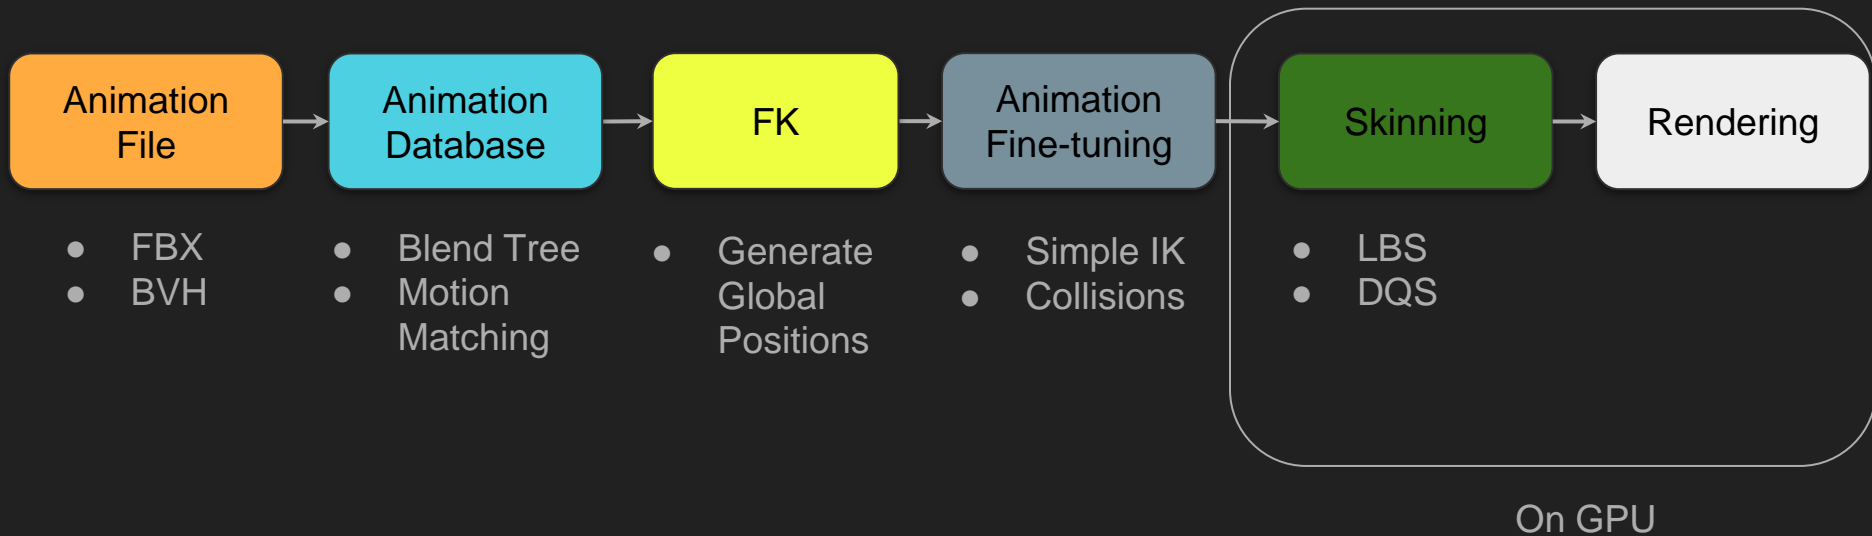 Animation
File
Animation
Database
FK
Animation
Fine-tuning
Skinning
Rendering
● FBX
● BVH
● Blend Tree
● Motion
Matching
● Generate
Global
Positions
● Simple IK
● Collisions
● LBS
● DQS
On GPU